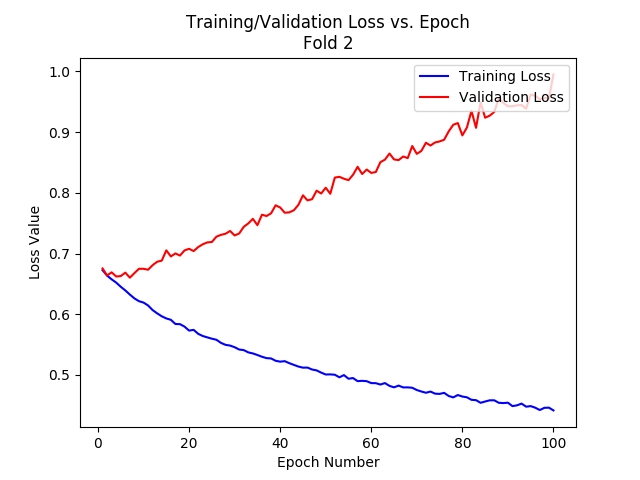 Training/Validation Loss vs. Epoch
Fold 2
Training Loss
Validation Loss
1.0
0.9
0.8
0.7
0.6
0.5
Loss Value
0
20
40
60
80
100
Epoch Number